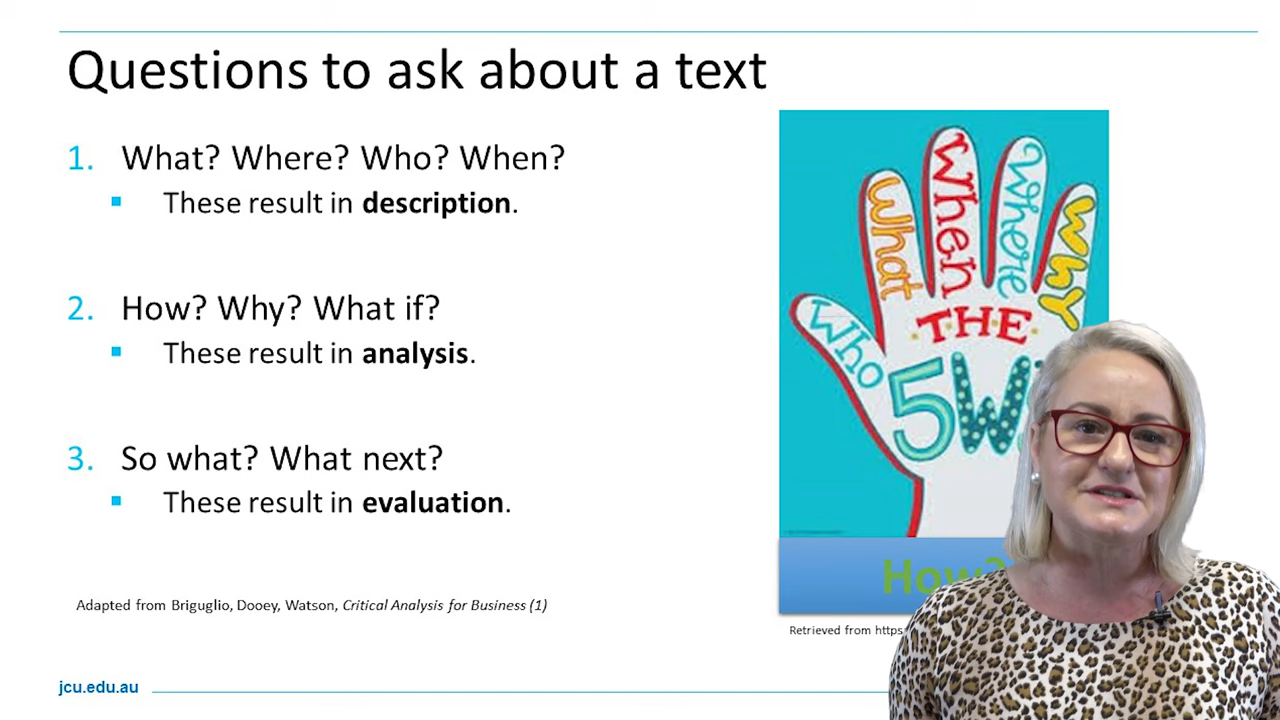 Questions to ask about a text
1. What? Where? Who? When?
▪ These result in description.
2. How? Why? What if?
▪ These result in analysis.
3. So what? What next?
▪ These result in evaluation.
Adapted from Briguglio, Dooey, Watson, Critical Analysis for Business (1)
Who
What
When
Where
Why
THE
5W
How?
Retrieved from https
jcu.edu.au